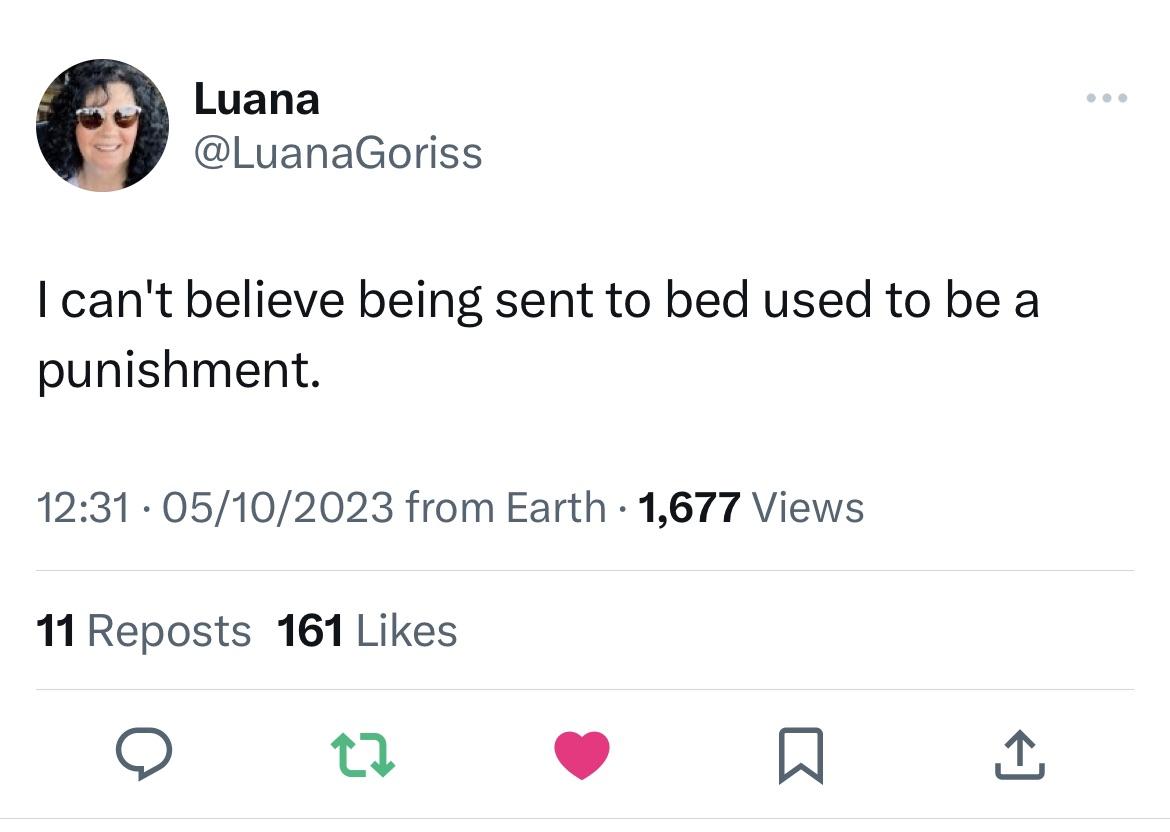 Luana
@LuanaGoriss
I can't believe being sent to bed used to be a
punishment.
12:31 · 05/10/2023 from Earth · 1,677 Views
11 Reposts 161 Likes